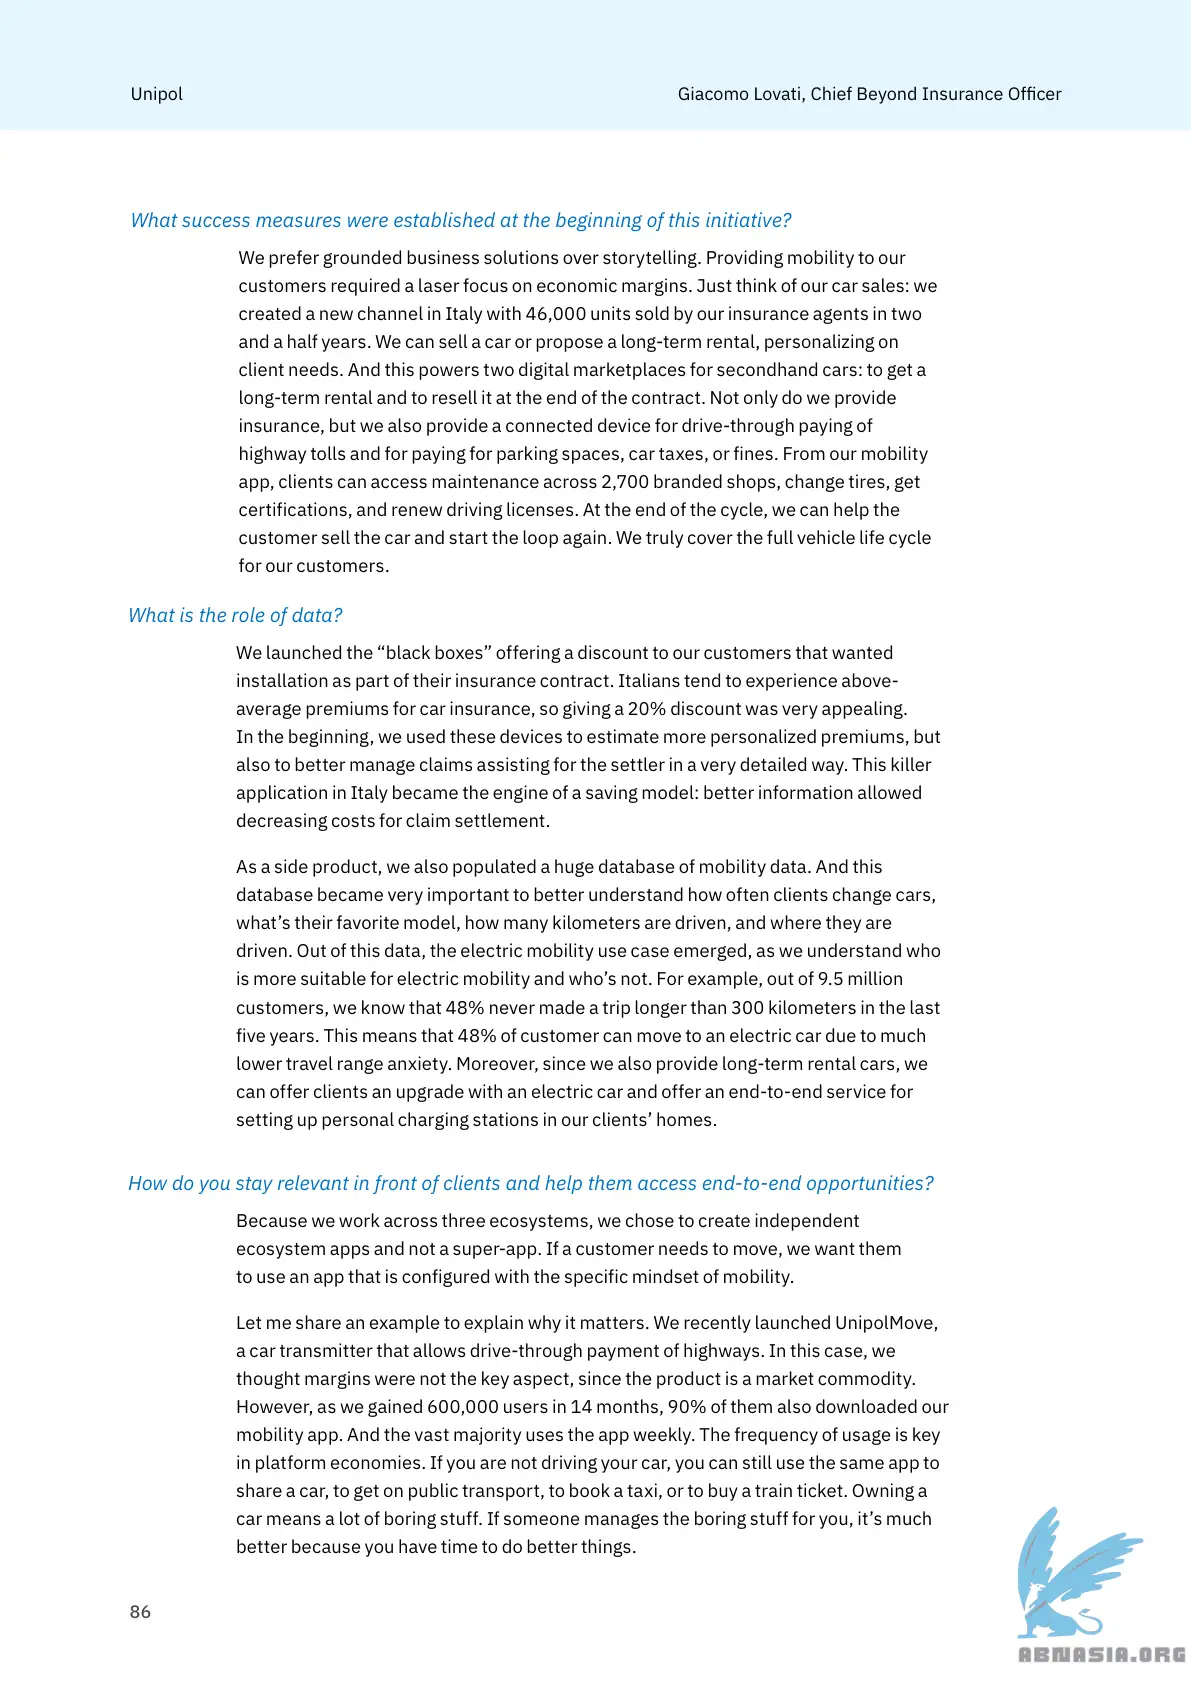 Unipol
Giacomo Lovati, Chief Beyond Insurance Officer
What success measures were established at the beginning of this initiative?
We prefer grounded business solutions over storytelling. Providing mobility to our
customers required a laser focus on economic margins. Just think of our car sales: we
created a new channel in Italy with 46,000 units sold by our insurance agents in two
and a half years. We can sell a car or propose a long-term rental, personalizing on
client needs. And this powers two digital marketplaces for secondhand cars: to get a
long-term rental and to resell it at the end of the contract. Not only do we provide
insurance, but we also provide a connected device for drive-through paying of
highway tolls and for paying for parking spaces, car taxes, or fines. From our mobility
app, clients can access maintenance across 2,700 branded shops, change tires, get
certifications, and renew driving licenses. At the end of the cycle, we can help the
customer sell the car and start the loop again. We truly cover the full vehicle life cycle
for our customers.
What is the role of data?
We launched the “black boxes” offering a discount to our customers that wanted
installation as part of their insurance contract. Italians tend to experience above-
average premiums for car insurance, so giving a 20% discount was very appealing.
In the beginning, we used these devices to estimate more personalized premiums, but
also to better manage claims assisting for the settler in a very detailed way. This killer
application in Italy became the engine of a saving model: better information allowed
decreasing costs for claim settlement.
As a side product, we also populated a huge database of mobility data. And this
database became very important to better understand how often clients change cars,
what’s their favorite model, how many kilometers are driven, and where they are
driven. Out of this data, the electric mobility use case emerged, as we understand who
is more suitable for electric mobility and who’s not. For example, out of 9.5 million
customers, we know that 48% never made a trip longer than 300 kilometers in the last
five years. This means that 48% of customer can move to an electric car due to much
lower travel range anxiety. Moreover, since we also provide long-term rental cars, we
can offer clients an upgrade with an electric car and offer an end-to-end service for
setting up personal charging stations in our clients’ homes.
How do you stay relevant in front of clients and help them access end-to-end opportunities?
Because we work across three ecosystems, we chose to create independent
ecosystem apps and not a super-app. If a customer needs to move, we want them
to use an app that is configured with the specific mindset of mobility.
Let me share an example to explain why it matters. We recently launched UnipolMove,
a car transmitter that allows drive-through payment of highways. In this case, we
thought margins were not the key aspect, since the product is a market commodity.
However, as we gained 600,000 users in 14 months, 90% of them also downloaded our
mobility app. And the vast majority uses the app weekly. The frequency of usage is key
in platform economies. If you are not driving your car, you can still use the same app to
share a car, to get on public transport, to book a taxi, or to buy a train ticket. Owning a
car means a lot of boring stuff. If someone manages the boring stuff for you, it’s much
better because you have time to do better things.
86
ABNASIA.ORG